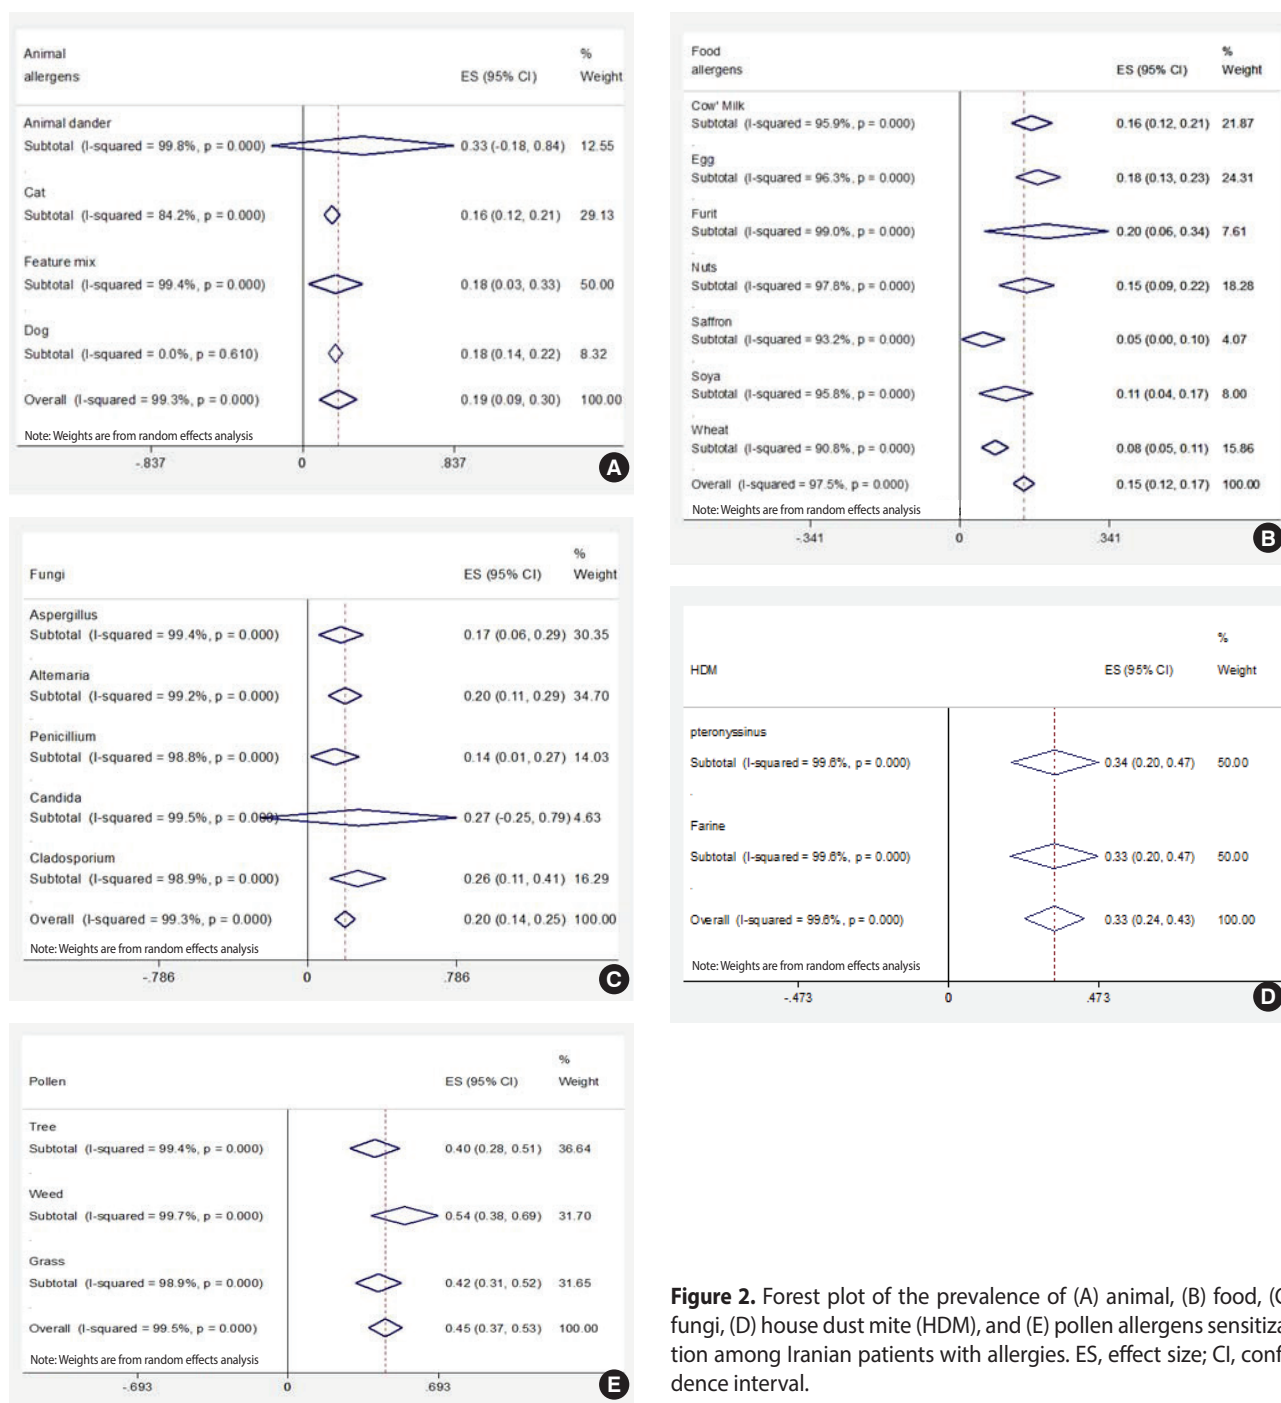 Animal %
allergens ES (95% CI) Weight
Animal dander
Subtotal (I-squared = 99.8%, p = 0.000) 0.33 (-0.18, 0.84) 12.55
.
Cat
Subtotal (I-squared = 84.2%, p = 0.000) 0.16 (0.12, 0.21) 29.13
.
Feature mix
Subtotal (I-squared = 99.4%, p = 0.000) 0.18 (0.03, 0.33) 50.00
.
Dog
Subtotal (I-squared = 0.0%, p = 0.610) 0.18 (0.14, 0.22) 8.32
.
Overall (I-squared = 99.3%, p = 0.000) 0.19 (0.09, 0.30) 100.00
Note: Weights are from random effects analysis
-.837 0 .837
A
Food %
allergens ES (95% CI) Weight
Cow' Milk
Subtotal (I-squared = 95.9%, p = 0.000) 0.16 (0.12, 0.21) 21.87
.
Egg
Subtotal (I-squared = 96.3%, p = 0.000) 0.18 (0.13, 0.23) 24.31
.
Furit
Subtotal (I-squared = 99.0%, p = 0.000) 0.20 (0.06, 0.34) 7.61
.
Nuts
Subtotal (I-squared = 97.8%, p = 0.000) 0.15 (0.09, 0.22) 18.28
.
Saffron
Subtotal (I-squared = 93.2%, p = 0.000) 0.05 (0.00, 0.10) 4.07
.
Soya
Subtotal (I-squared = 95.8%, p = 0.000) 0.11 (0.04, 0.17) 8.00
.
Wheat
Subtotal (I-squared = 90.8%, p = 0.000) 0.08 (0.05, 0.11) 15.86
Overall (I-squared = 97.5%, p = 0.000) 0.15 (0.12, 0.17) 100.00
Note: Weights are from random effects analysis
-.341 0 .341
B
%
Fungi ES (95% CI) Weight
Aspergillus
Subtotal (I-squared = 99.4%, p = 0.000) 0.17 (0.06, 0.29) 30.35
.
Altemaria
Subtotal (I-squared = 99.2%, p = 0.000) 0.20 (0.11, 0.29) 34.70
.
Penicillium
Subtotal (I-squared = 98.8%, p = 0.000) 0.14 (0.01, 0.27) 14.03
.
Candida
Subtotal (I-squared = 99.5%, p = 0.000) 0.27 (-0.25, 0.79) 4.63
.
Cladosporium
Subtotal (I-squared = 98.9%, p = 0.000) 0.26 (0.11, 0.41) 16.29
.
Overall (I-squared = 99.3%, p = 0.000) 0.20 (0.14, 0.25) 100.00
Note: Weights are from random effects analysis
-.786 0 .786
C
%
HDM ES (95% CI) Weight
pteronyssinus
Subtotal (I-squared = 99.6%, p = 0.000) 0.34 (0.20, 0.47) 50.00
.
Farine
Subtotal (I-squared = 99.6%, p = 0.000) 0.33 (0.20, 0.47) 50.00
.
Overall (I-squared = 99.6%, p = 0.000) 0.33 (0.24, 0.43) 100.00
Note: Weights are from random effects analysis
-.473 0 .473
D
%
Pollen ES (95% CI) Weight
Tree
Subtotal (I-squared = 99.4%, p = 0.000) 0.40 (0.28, 0.51) 36.64
.
Weed
Subtotal (I-squared = 99.7%, p = 0.000) 0.54 (0.38, 0.69) 31.70
.
Grass
Subtotal (I-squared = 98.9%, p = 0.000) 0.42 (0.31, 0.52) 31.65
.
Overall (I-squared = 99.5%, p = 0.000) 0.45 (0.37, 0.53) 100.00
Note: Weights are from random effects analysis
-.693 0 .693
E
Figure 2. Forest plot of the prevalence of (A) animal, (B) food, (C
fungi, (D) house dust mite (HDM), and (E) pollen allergens sensitiza-
tion among Iranian patients with allergies. ES, effect size; CI, confi-
dence interval.